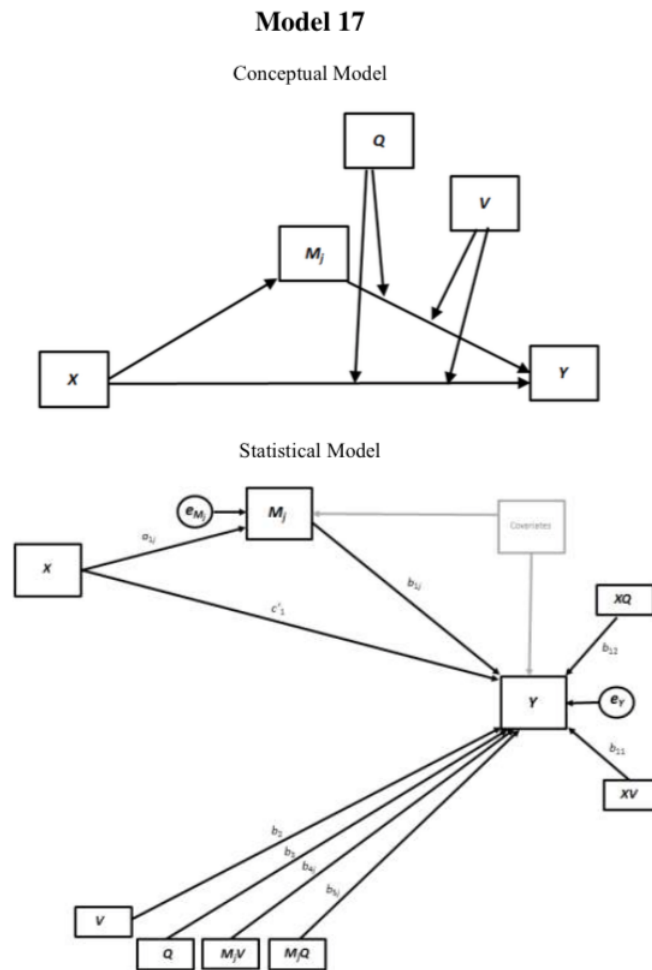 Model 17
Conceptual Model
Q
V
Mj
X
Y
Statistical Model
eMj
Mj
Covariates
a1j
X
b1j
XQ
c'1
b12
Y
eY
b11
XV
b2
b3
b4j
b5j
V
Q
MjV
MjQ